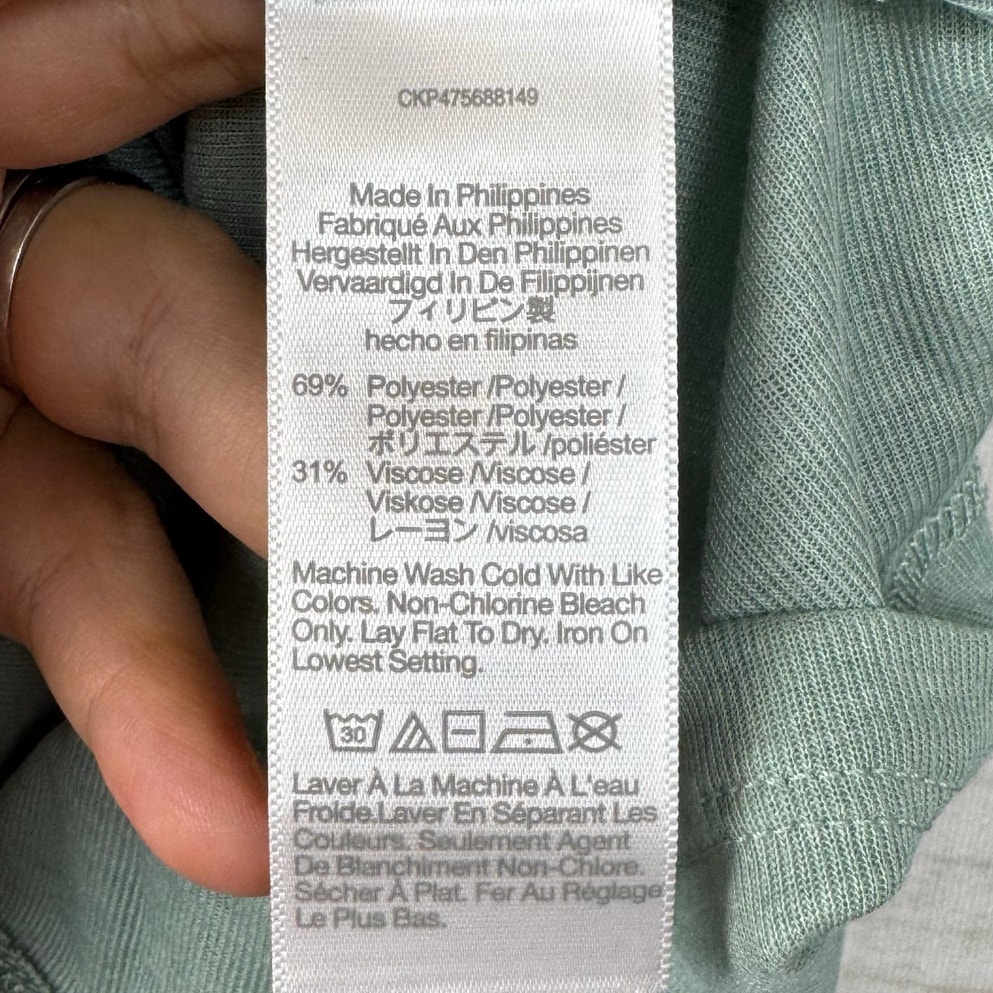 CKP475688149
Made In Philippines
Fabriqué Aux Philippines
Hergestellt In Den Philippinen
Vervaardigd In De Filippijnen
フィリピン製
hecho en filipinas
69% Polyester /Polyester /
Polyester /Polyester /
ポリエステル /poliéster
31% Viscose /Viscose /
Viskose /Viscose /
レーヨン /viscosa
Machine Wash Cold With Like
Colors. Non-Chlorine Bleach
Only. Lay Flat To Dry. Iron On
Lowest Setting.
30
Laver À La Machine À L'eau
Froide.Laver En Séparant Les
Couleurs. Seulement Agent
De Blanchiment Non-Chlore.
Sécher À Plat. Fer Au Réglage
Le Plus Bas.